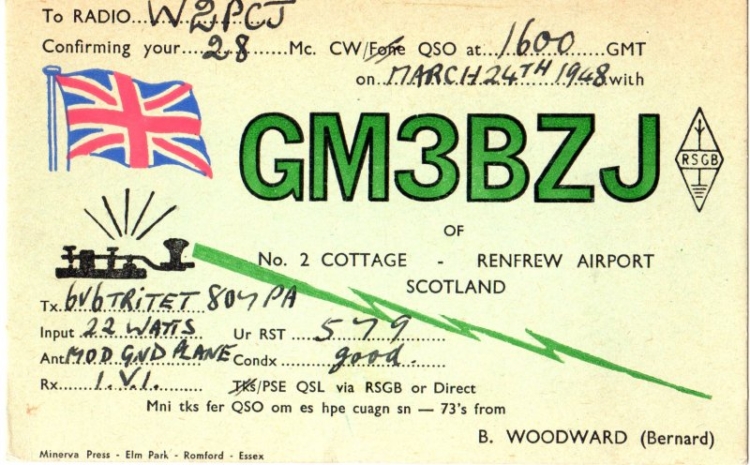 To RADIO...W2PCJ
Confirming your....28......Mc. CW/Fone QSO at..1600....GMT
on..MARCH 24TH 1948.with
GM3BZJ
RSGB
OF
No. 2 COTTAGE - RENFREW AIRPORT
SCOTLAND
Tx.6V6 TRITET 807 PA
Input 22 WATTS Ur RST ....579......
Ant MOD GND PLANE Condx ......good.....
Rx......1.V.1....... TKS/PSE QSL via RSGB or Direct
Mni tks fer QSO om es hpe cuagn sn — 73's from
B. WOODWARD (Bernard)
Minerva Press - Elm Park - Romford - Essex